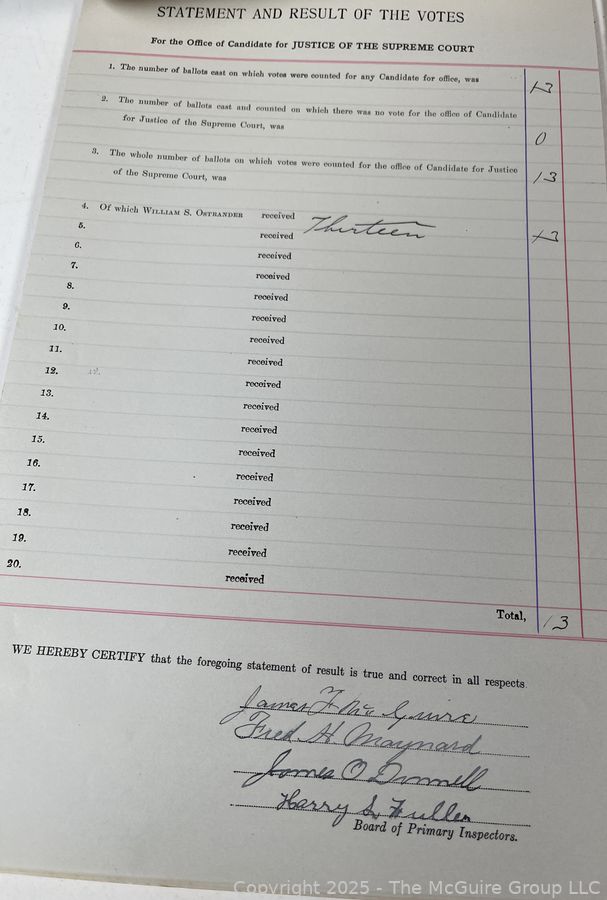 STATEMENT AND RESULT OF THE VOTES
For the Office of Candidate for JUSTICE OF THE SUPREME COURT
1. The number of ballots cast on which votes were counted for any Candidate for office, was 13
2. The number of ballots cast and counted on which there was no vote for the office of Candidate
for Justice of the Supreme Court, was 0
3. The whole number of ballots on which votes were counted for the office of Candidate for Justice
of the Supreme Court, was 13
4. Of which WILLIAM S. OSTRANDER received Thirteen 13
5. received
6. received
7. received
8. received
9. received
10. received
11. received
12. received
13. received
14. received
15. received
16. received
17. received
18. received
19. received
20. received
Total, 13
WE HEREBY CERTIFY that the foregoing statement of result is true and correct in all respects.
James F McGuire
Fred H Maynard
James O Donnell
Harry S. Fuller
Board of Primary Inspectors.
Copyright 2025 - The McGuire Group LLC